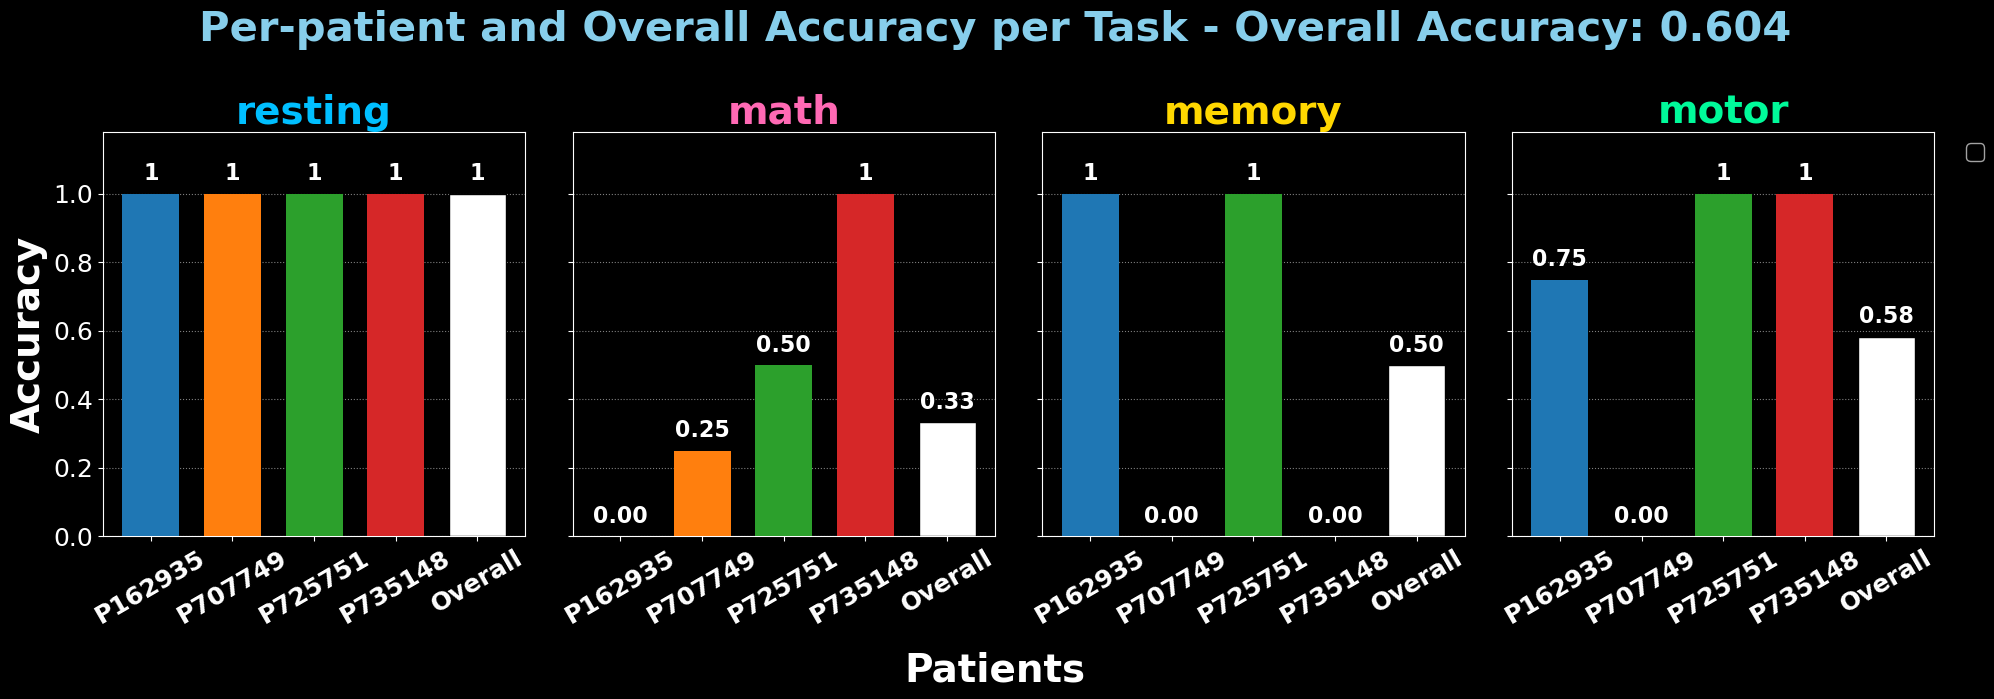 Per-patient and Overall Accuracy per Task - Overall Accuracy: 0.604
resting
math
memory
motor
1 1 1 1 1
0.00 0.25 0.50 1 0.33
1 0.00 1 0.00 0.50
0.75 0.00 1 1 0.58
Accuracy
1.0
0.8
0.6
0.4
0.2
0.0
P162935 P707749 P725751 P735148 Overall
P162935 P707749 P725751 P735148 Overall
P162935 P707749 P725751 P735148 Overall
P162935 P707749 P725751 P735148 Overall
Patients